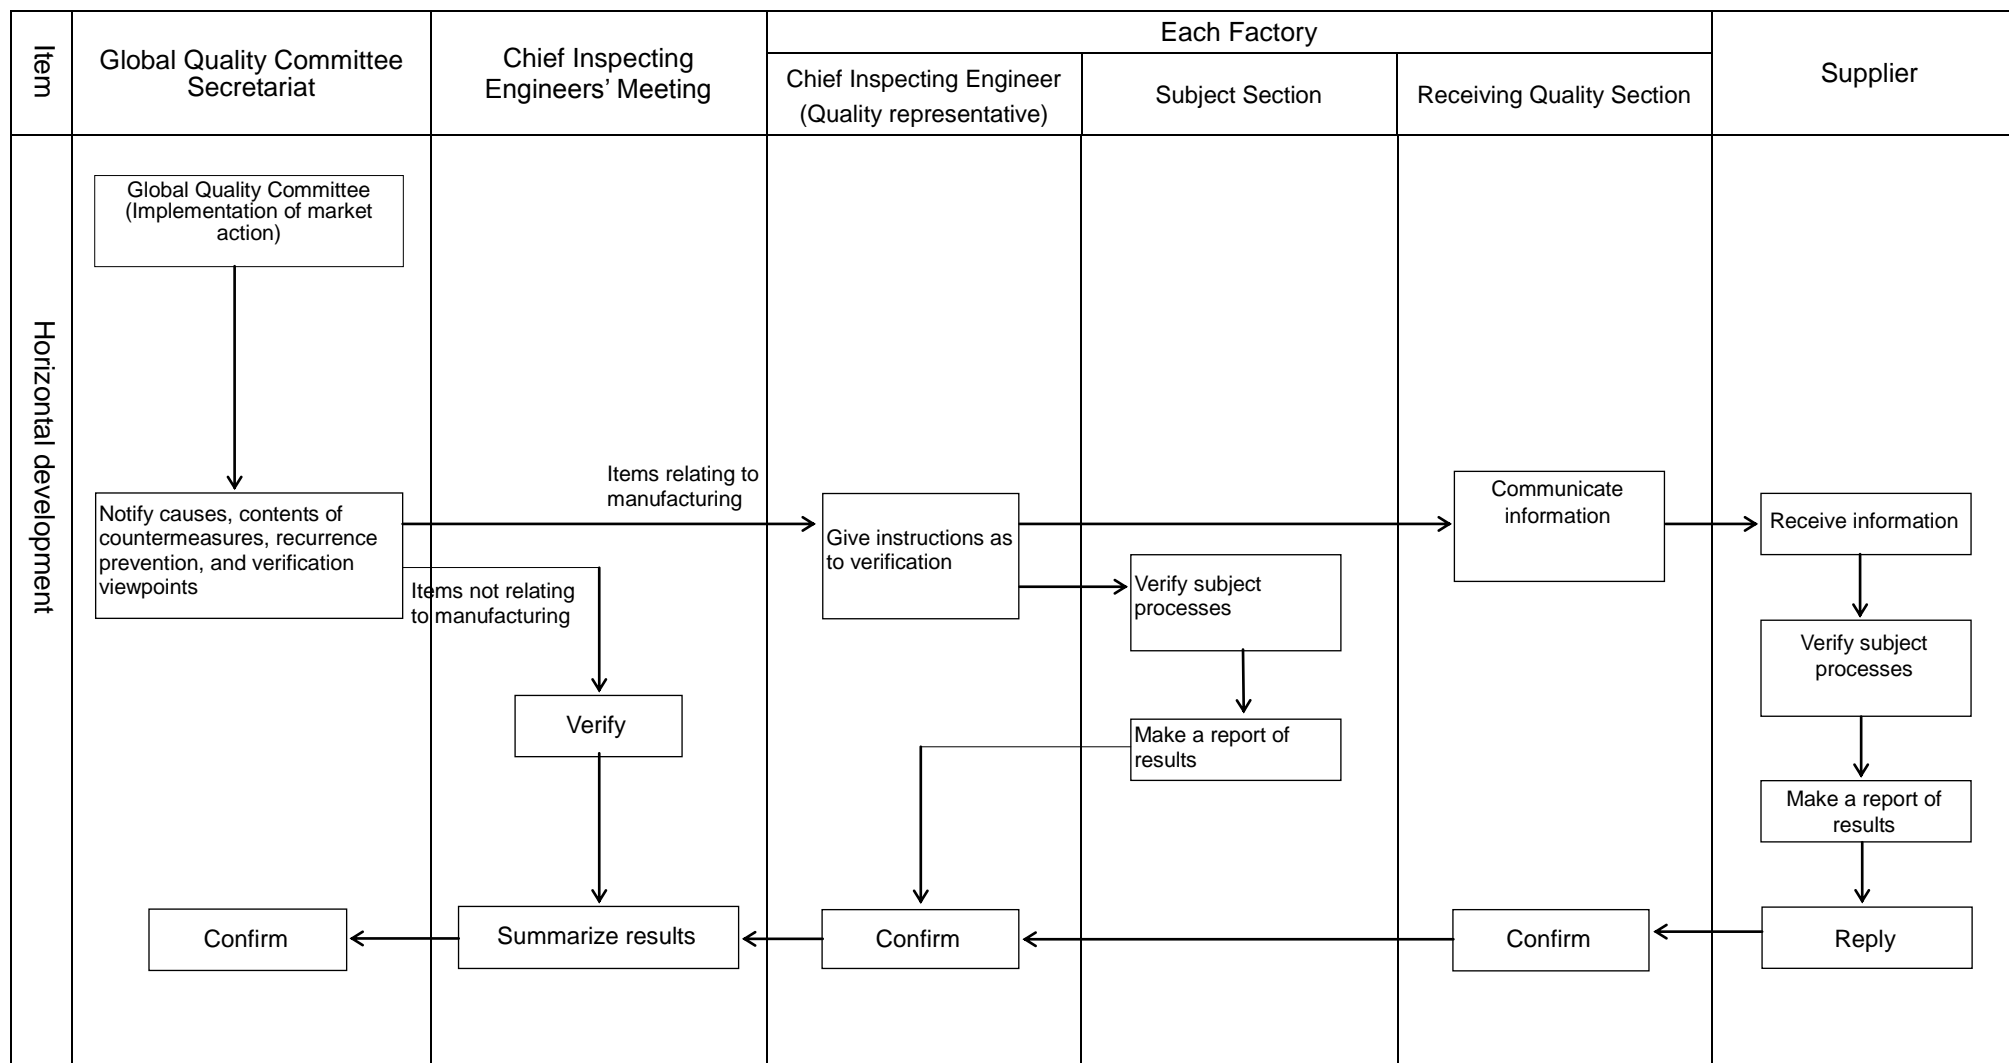 Item
Global Quality Committee
Secretariat
Chief Inspecting
Engineers’ Meeting
Each Factory
Chief Inspecting Engineer
(Quality representative)
Subject Section
Receiving Quality Section
Supplier
Horizontal development
Global Quality Committee
(Implementation of market
action)
Notify causes, contents of
countermeasures, recurrence
prevention, and verification
viewpoints
Items relating to
manufacturing
Items not relating
to manufacturing
Give instructions as
to verification
Communicate
information
Receive information
Verify subject
processes
Verify subject
processes
Verify
Make a report of
results
Make a report of
results
Confirm
Summarize results
Confirm
Confirm
Reply